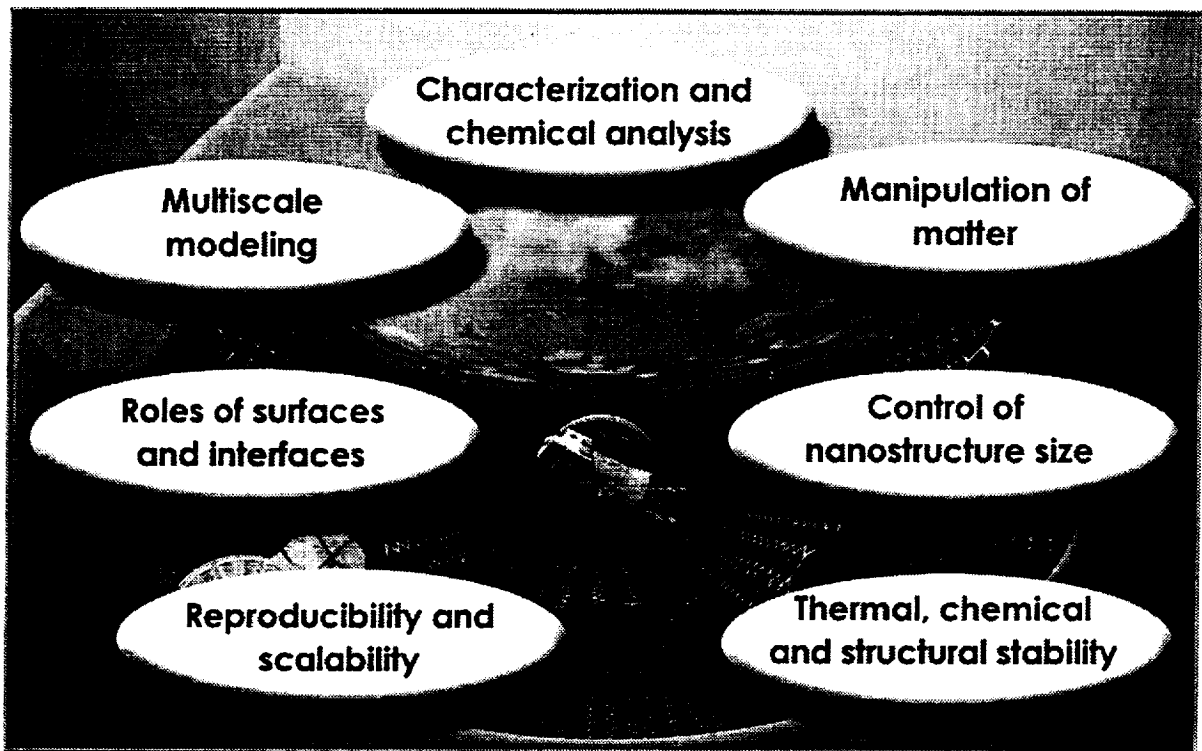 Characterization and
chemical analysis
Multiscale
modeling
Manipulation of
matter
Roles of surfaces
and interfaces
Control of
nanostructure size
Reproducibility and
scalability
Thermal, chemical
and structural stability